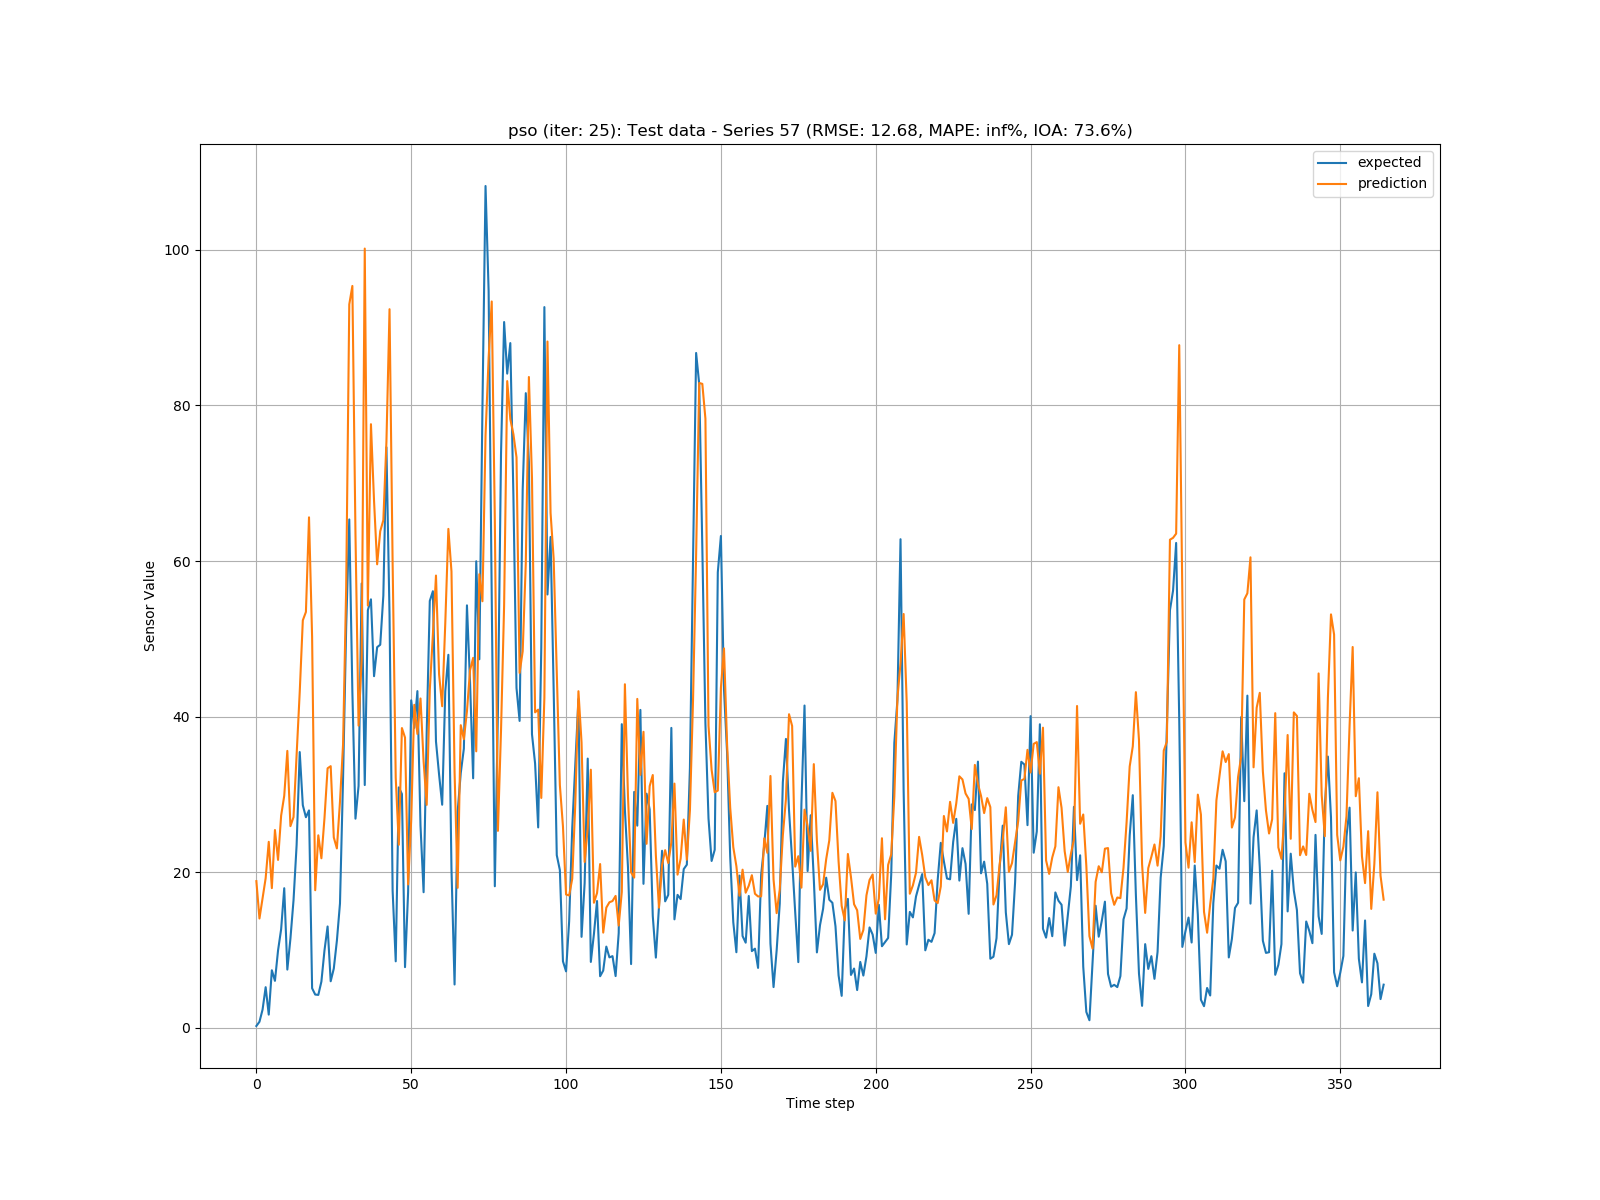 pso (iter: 25): Test data - Series 57 (RMSE: 12.68, MAPE: inf%, IOA: 73.6%)
expected
prediction
100
80
60
40
20
0
Sensor Value
0 50 100 150 200 250 300 350
Time step